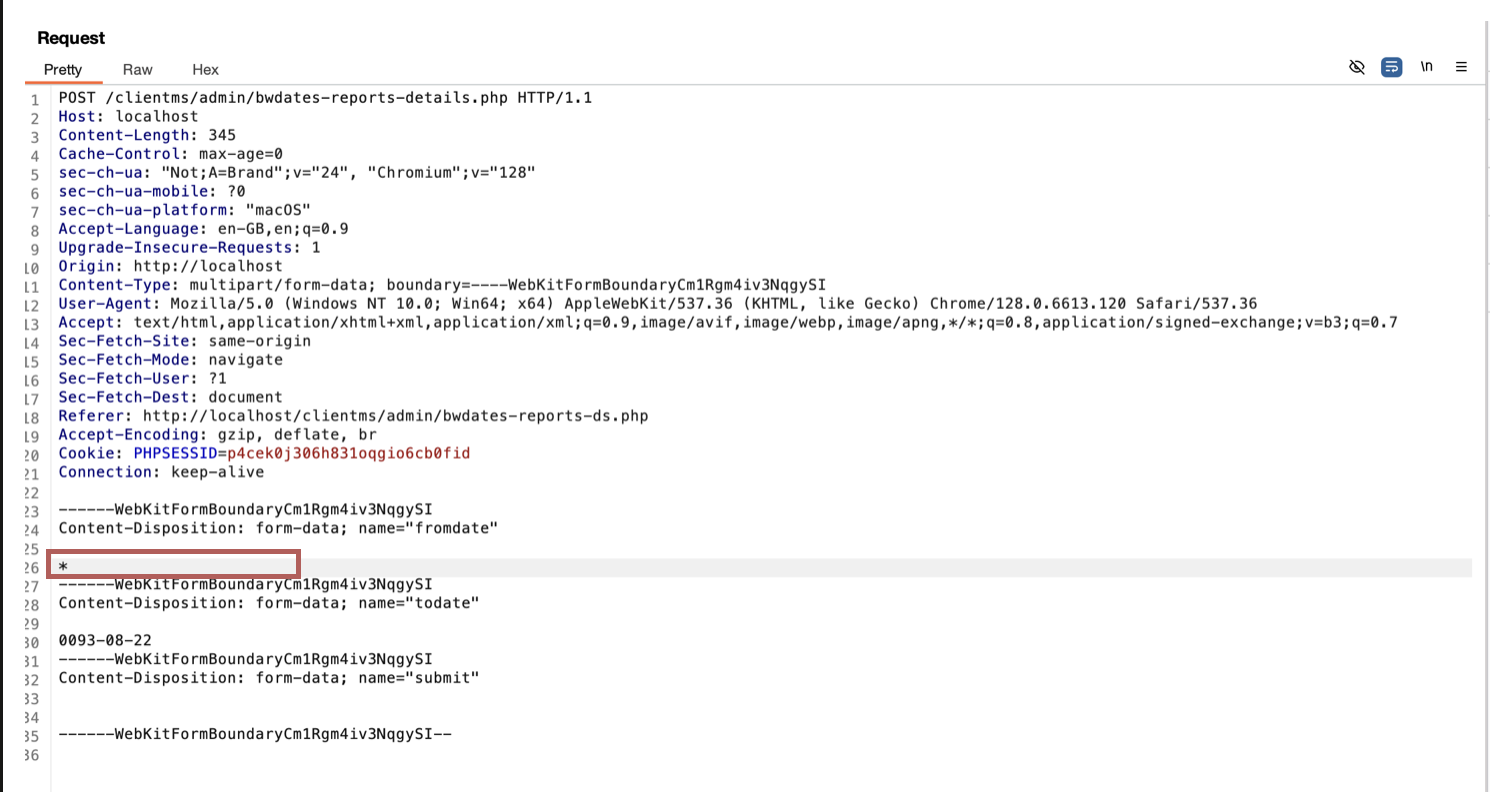 Request
Pretty Raw Hex \n
1 POST /clientms/admin/bwdates-reports-details.php HTTP/1.1
2 Host: localhost
3 Content-Length: 345
4 Cache-Control: max-age=0
5 sec-ch-ua: "Not;A=Brand";v="24", "Chromium";v="128"
6 sec-ch-ua-mobile: ?0
7 sec-ch-ua-platform: "macOS"
8 Accept-Language: en-GB,en;q=0.9
9 Upgrade-Insecure-Requests: 1
10 Origin: http://localhost
11 Content-Type: multipart/form-data; boundary=----WebKitFormBoundaryCm1Rgm4iv3NqgySI
12 User-Agent: Mozilla/5.0 (Windows NT 10.0; Win64; x64) AppleWebKit/537.36 (KHTML, like Gecko) Chrome/128.0.6613.120 Safari/537.36
13 Accept: text/html,application/xhtml+xml,application/xml;q=0.9,image/avif,image/webp,image/apng,*/*;q=0.8,application/signed-exchange;v=b3;q=0.7
14 Sec-Fetch-Site: same-origin
15 Sec-Fetch-Mode: navigate
16 Sec-Fetch-User: ?1
17 Sec-Fetch-Dest: document
18 Referer: http://localhost/clientms/admin/bwdates-reports-ds.php
19 Accept-Encoding: gzip, deflate, br
20 Cookie: PHPSESSID=p4cek0j306h831oqgio6cb0fid
21 Connection: keep-alive
22
23 ------WebKitFormBoundaryCm1Rgm4iv3NqgySI
24 Content-Disposition: form-data; name="fromdate"
25
26 *
27 ------WebKitFormBoundaryCm1Rgm4iv3NqgySI
28 Content-Disposition: form-data; name="todate"
29
30 0093-08-22
31 ------WebKitFormBoundaryCm1Rgm4iv3NqgySI
32 Content-Disposition: form-data; name="submit"
33
34
35 ------WebKitFormBoundaryCm1Rgm4iv3NqgySI--
36